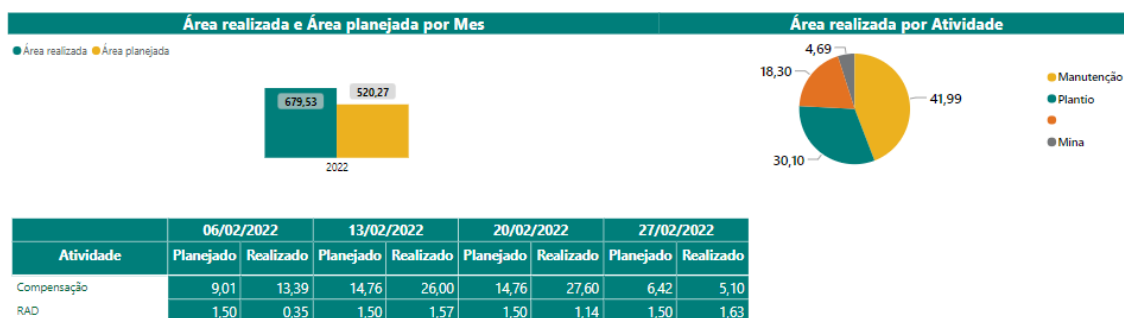 Área realizada e Área planejada por Mes
Área realizada por Atividade
Área realizada Área planejada
679,53
520,27
2022
4,69
18,30
41,99
30,10
Manutenção
Plantio
Mina
06/02/2022 13/02/2022 20/02/2022 27/02/2022
Atividade Planejado Realizado Planejado Realizado Planejado Realizado Planejado Realizado
Compensação 9,01 13,39 14,76 26,00 14,76 27,60 6,42 5,10
RAD 1,50 0,35 1,50 1,57 1,50 1,14 1,50 1,63